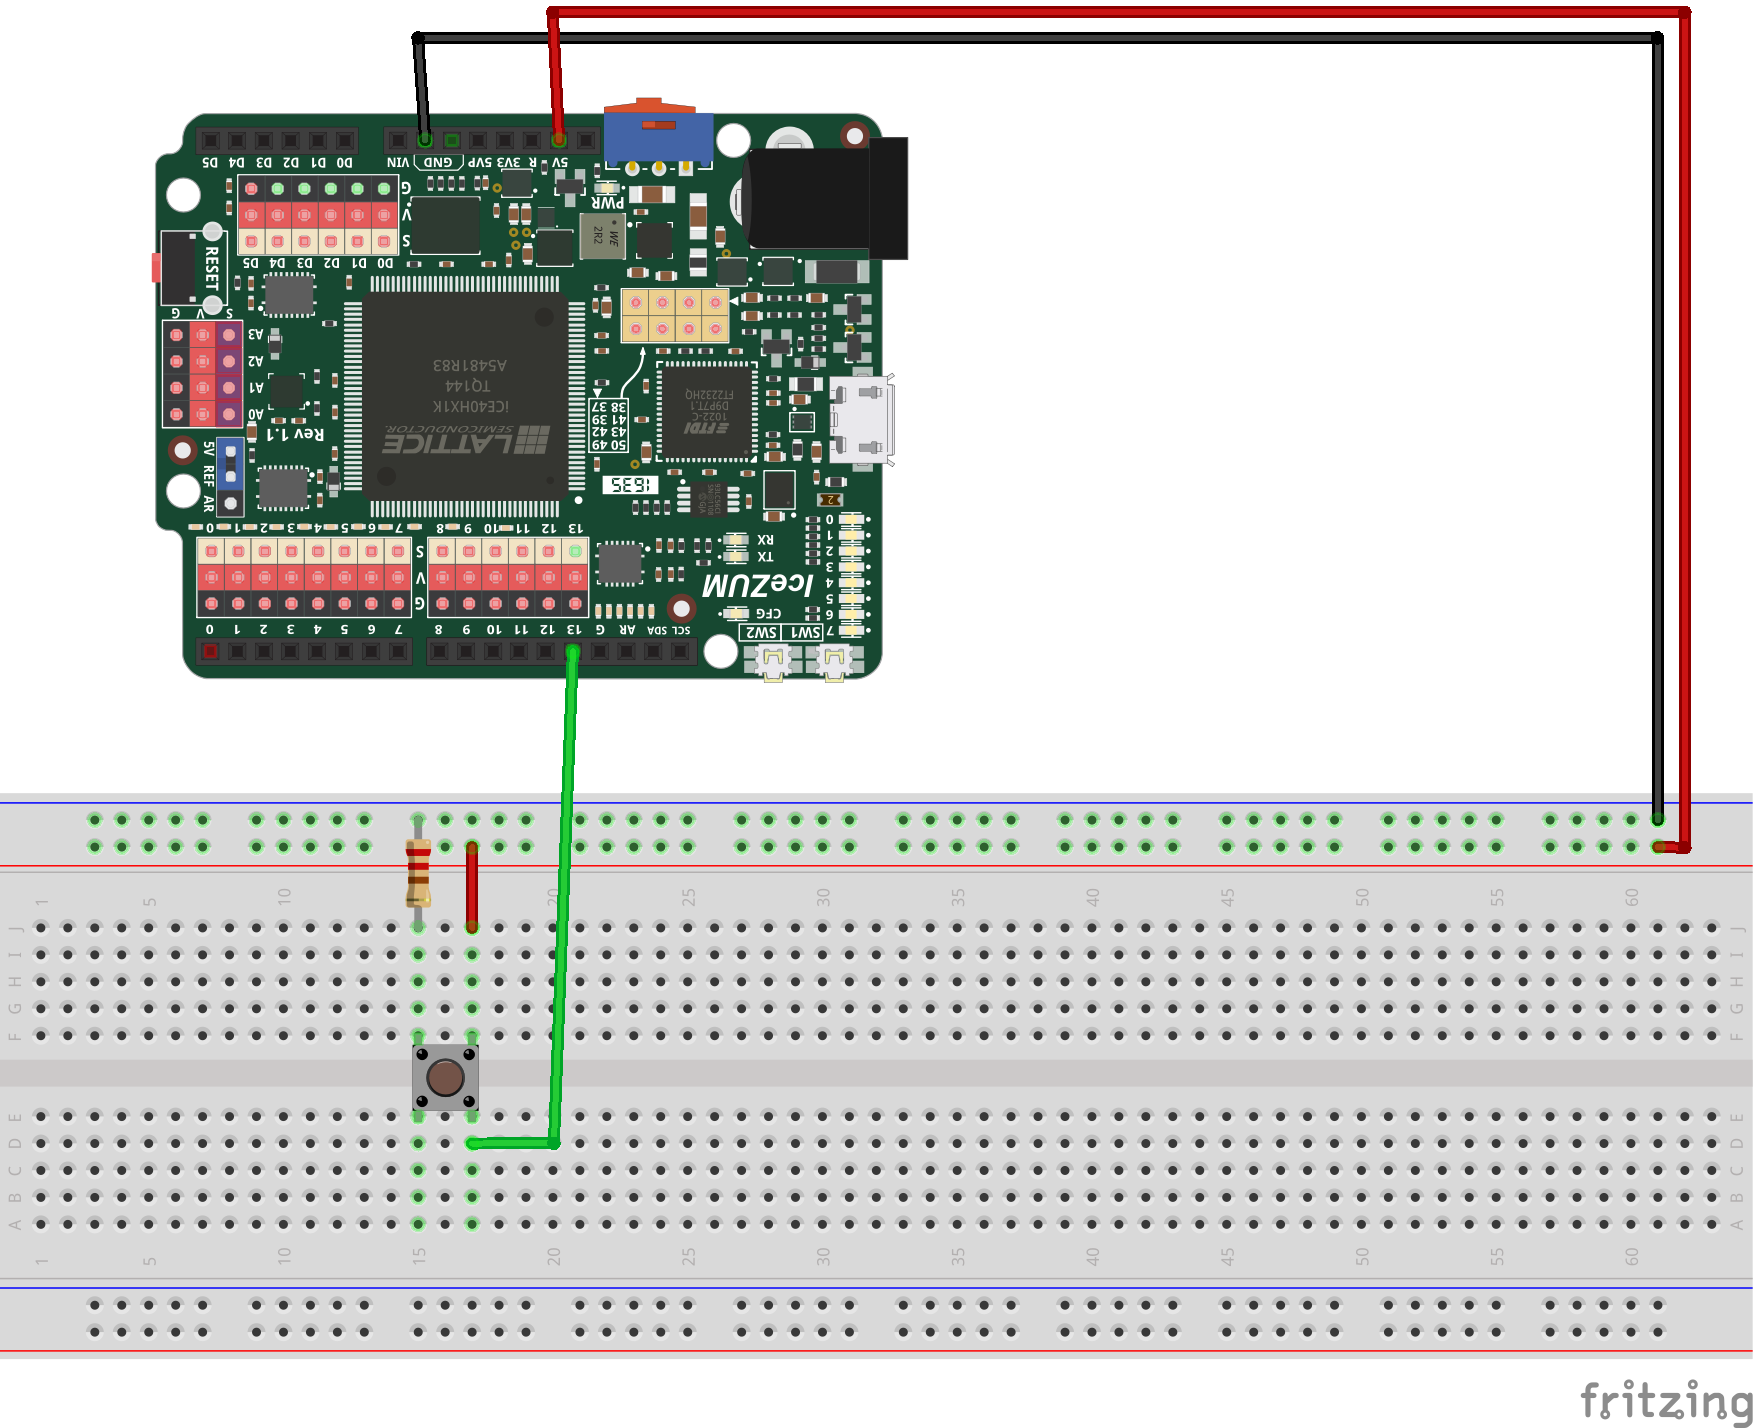 D5 D4 D3 D2 D1 D0
VIN GND 5VP 3V3 R 5V
PWR
G
V
S
D5 D4 D3 D2 D1 D0
RESET
2R2 WE
G V S
A3
A2
A1
A0
A5481R83
TQ144
iCE40HX1K
LATTICE
SEMICONDUCTOR.
FT2232HQ
D9P7.1
1022-C
FTDI
37 38
39 41
42 43
49 50
Rev 1.1
5V REF AR
2
0 1 2 3 4 5 6 7 8 9 10 11 12 13
S
V
G
RX
TX
IceZUM
CFG
SW2 SW1
0
1
2
3
4
5
6
7
0 1 2 3 4 5 6 7 8 9 10 11 12 13 G AR SDA SCL
1 5 10 20 25 30 35 40 45 50 55 60
J J
I I
H H
G G
F F
E E
D D
C C
B B
A A
1 5 10 15 20 25 30 35 40 45 50 55 60
fritzing